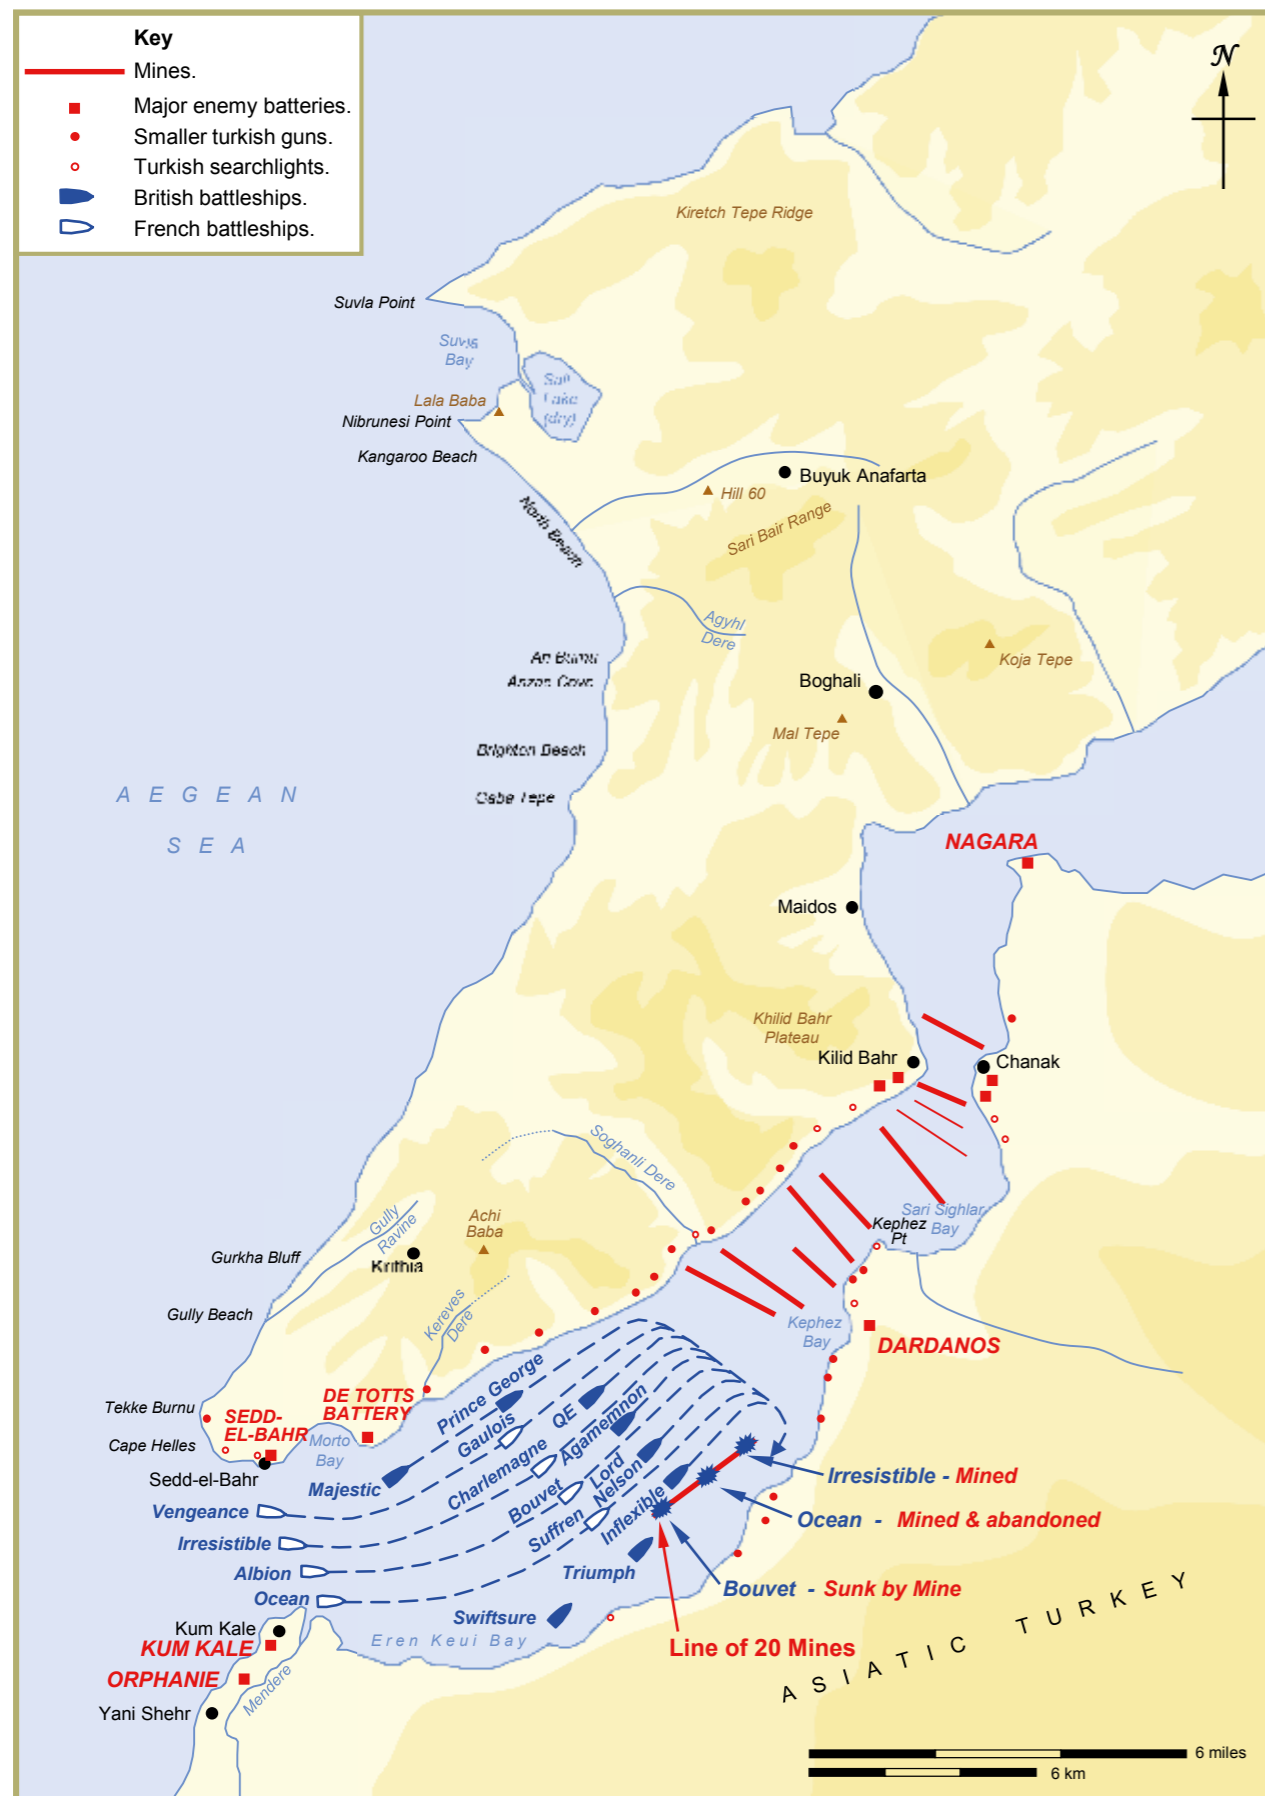 Key
Mines.
Major enemy batteries.
Smaller turkish guns.
Turkish searchlights.
British battleships.
French battleships.
N
Kiretch Tepe Ridge
Suvla Point
Suvla
Bay
Salt
Lake
(dry)
Lala Baba
Nibrunesi Point
Kangaroo Beach
North Beach
Buyuk Anafarta
Hill 60
Sari Bair Range
Agyhl
Dere
Ari Burnu
Anzac Cove
Koja Tepe
Boghali
Mal Tepe
Brighton Beach
Gaba Tepe
AEGEAN
SEA
NAGARA
Maidos
Khilid Bahr
Plateau
Kilid Bahr
Chanak
Soghanli Dere
Sari Sighlar
Bay
Kephez
Pt
Gully
Ravine
Achi
Baba
Gurkha Bluff
Krithia
Gully Beach
Kereves
Dere
Kephez
Bay
DARDANOS
Tekke Burnu
Cape Helles
SEDD-
EL-BAHR
Sedd-el-Bahr
DE TOTTS
BATTERY
Morto
Bay
Prince George
Gaulois
QE
Agamemnon
Charlemagne
Lord
Nelson
Bouvet
Suffren
Inflexible
Majestic
Vengeance
Irresistible
Albion
Ocean
Triumph
Swiftsure
Irresistible - Mined
Ocean - Mined & abandoned
Bouvet - Sunk by Mine
Line of 20 Mines
Eren Keui Bay
Kum Kale
KUM KALE
ORPHANIE
Mendere
Yani Shehr
ASIATIC TURKEY
6 miles
6 km